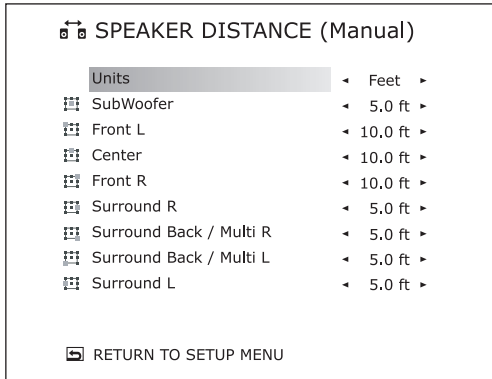 SPEAKER DISTANCE (Manual)
Units ◄ Feet ►
SubWoofer ◄ 5.0 ft ►
Front L ◄ 10.0 ft ►
Center ◄ 10.0 ft ►
Front R ◄ 10.0 ft ►
Surround R ◄ 5.0 ft ►
Surround Back / Multi R ◄ 5.0 ft ►
Surround Back / Multi L ◄ 5.0 ft ►
Surround L ◄ 5.0 ft ►
RETURN TO SETUP MENU